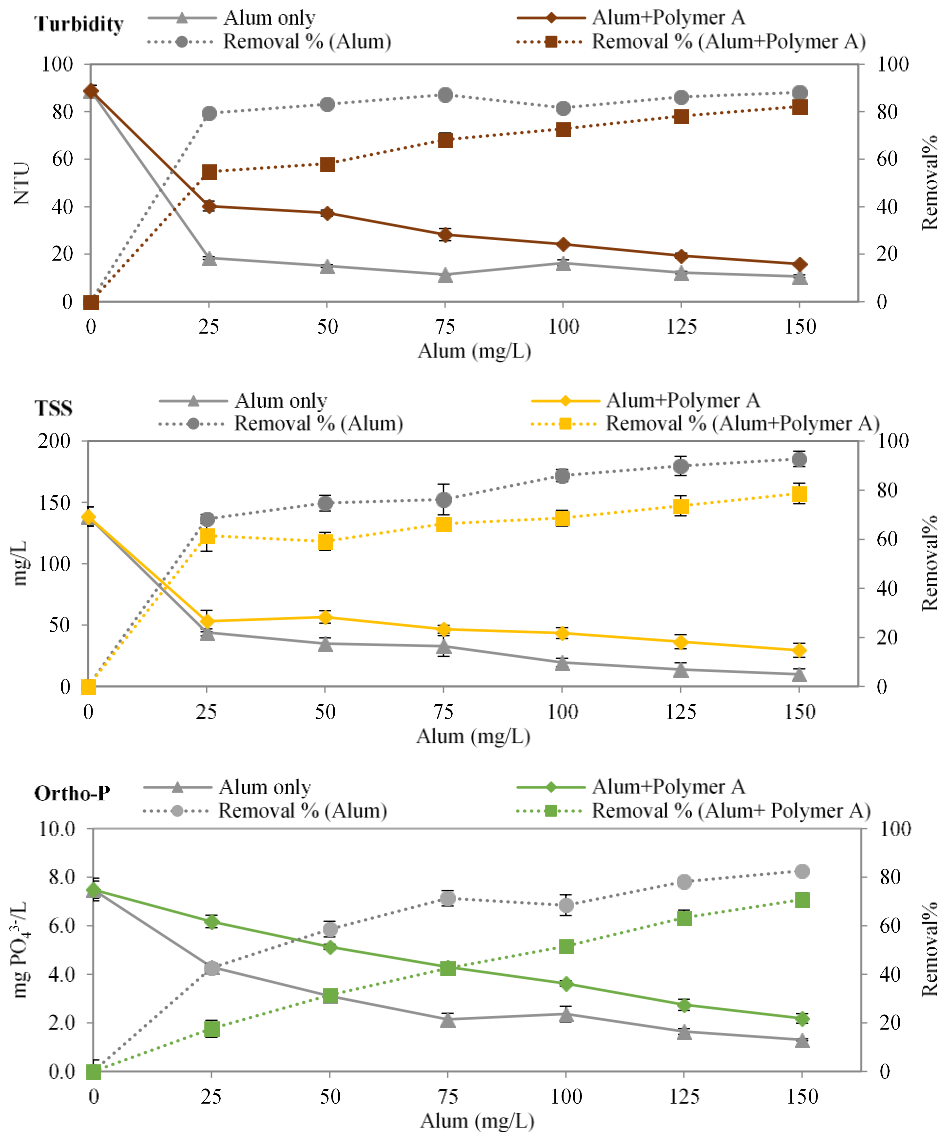 Turbidity
Alum only
Alum+Polymer A
Removal % (Alum)
Removal % (Alum+Polymer A)
100 100
80 80
60 60
40 40
20 20
0 0
NTU
Removal%
0 25 50 75 100 125 150
Alum (mg/L)
TSS
Alum only
Alum+Polymer A
Removal % (Alum)
Removal % (Alum+Polymer A)
200 100
80
150
60
100
40
50
20
0 0
mg/L
Removal%
0 25 50 75 100 125 150
Alum (mg/L)
Ortho-P
Alum only
Alum+Polymer A
Removal % (Alum)
Removal % (Alum+ Polymer A)
10.0 100
8.0 80
6.0 60
4.0 40
2.0 20
0.0 0
mg PO₄³⁻/L
Removal%
0 25 50 75 100 125 150
Alum (mg/L)